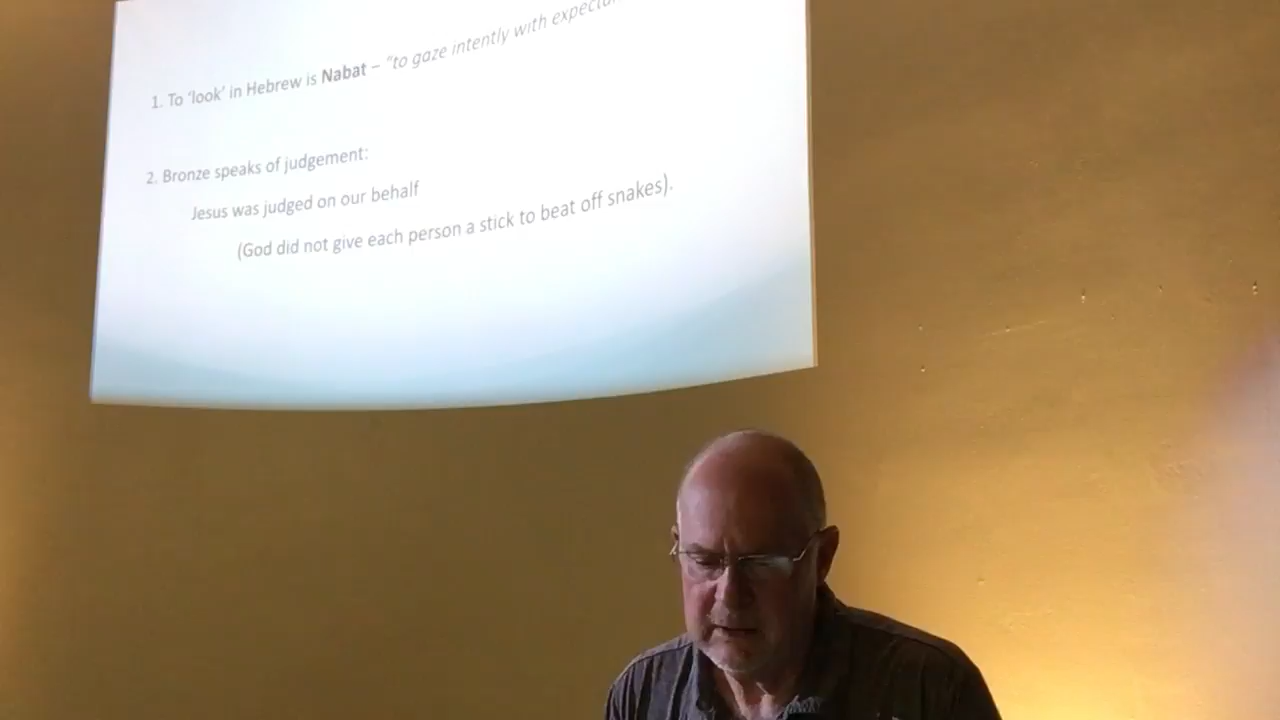 1. To ‘look’ in Hebrew is Nabat – “to gaze intently with
2. Bronze speaks of judgement:
Jesus was judged on our behalf
(God did not give each person a stick to beat off snakes).